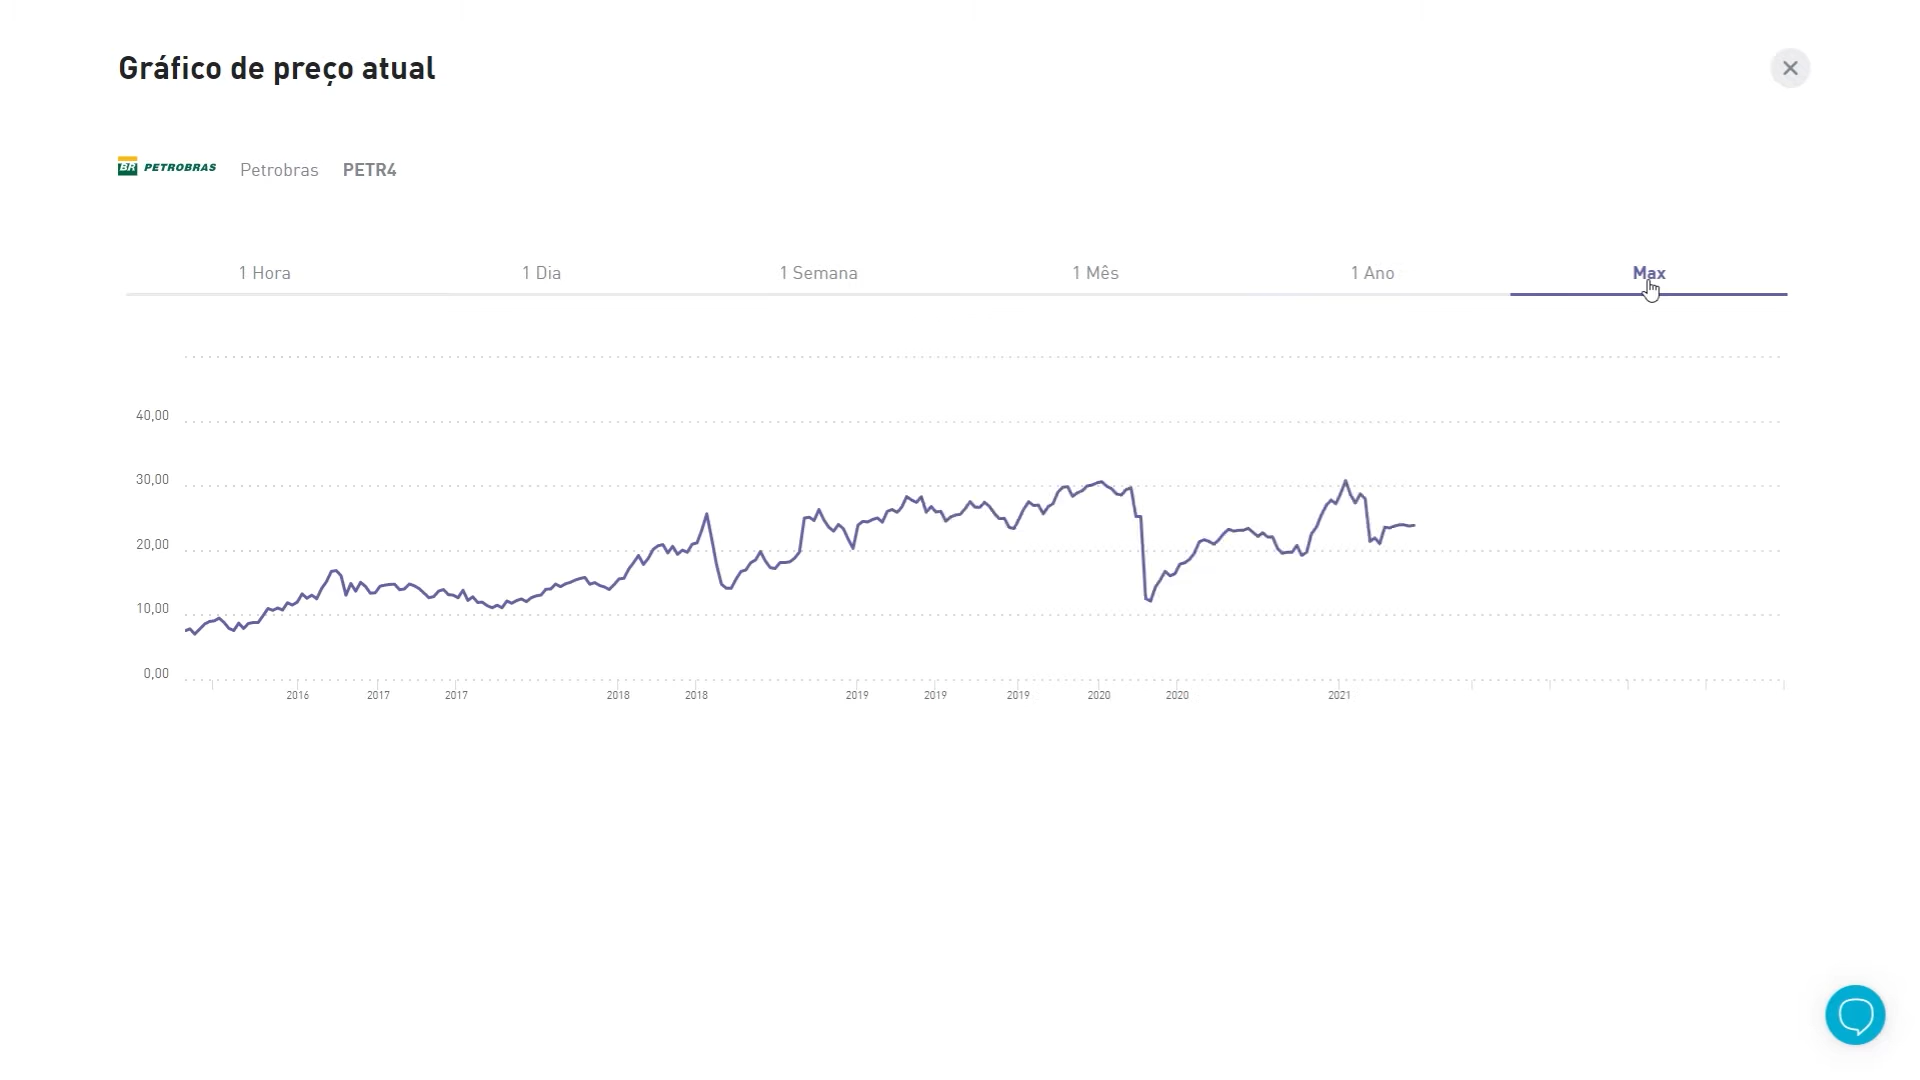 Gráfico de preço atual
BR PETROBRAS Petrobras PETR4
1 Hora 1 Dia 1 Semana 1 Mês 1 Ano Max
40,00
30,00
20,00
10,00
0,00
2016 2017 2017 2018 2018 2019 2019 2019 2020 2020 2021